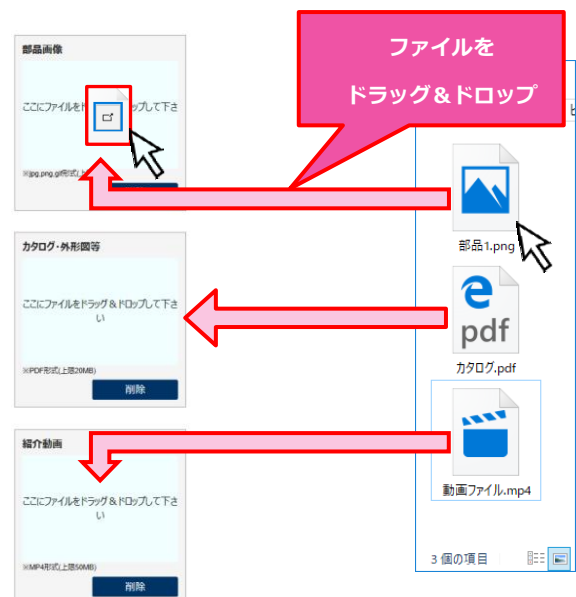 ファイルを
ドラッグ&ドロップ
部品画像
ここにファイルを
ップして下さ
※jpg,png,gif形式(上
部品1.png
カタログ・外形図等
ここにファイルをドラッグ&ドロップして下さ
い
※PDF形式(上限20MB)
削除
pdf
カタログ.pdf
紹介動画
ここにファイルをドラッグ&ドロップして下さ
い
※MP4形式(上限50MB)
削除
動画ファイル.mp4
3 個の項目